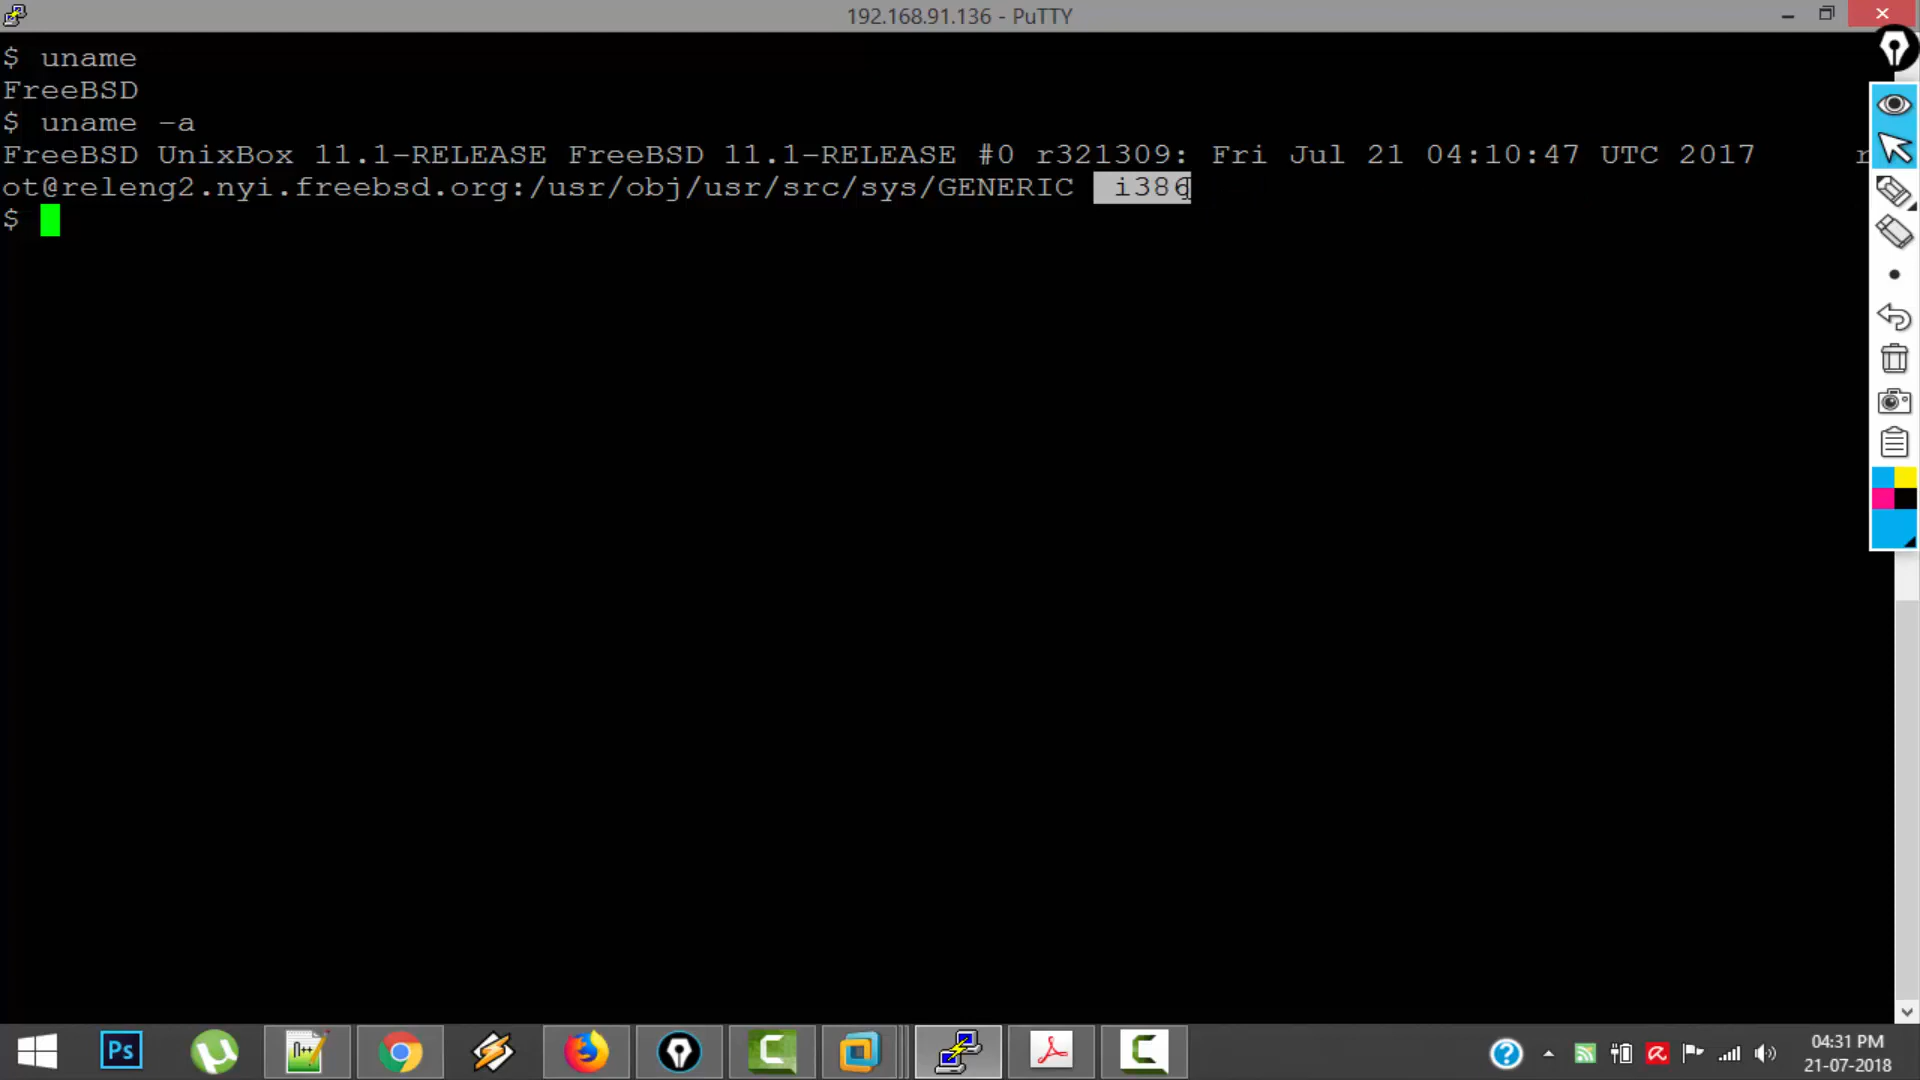 192.168.91.136 - PuTTY
$ uname
FreeBSD
$ uname -a
FreeBSD UnixBox 11.1-RELEASE FreeBSD 11.1-RELEASE #0 r321309: Fri Jul 21 04:10:47 UTC 2017 r
ot@releng2.nyi.freebsd.org:/usr/obj/usr/src/sys/GENERIC i386
$
Ps
n++
04:31 PM
21-07-2018